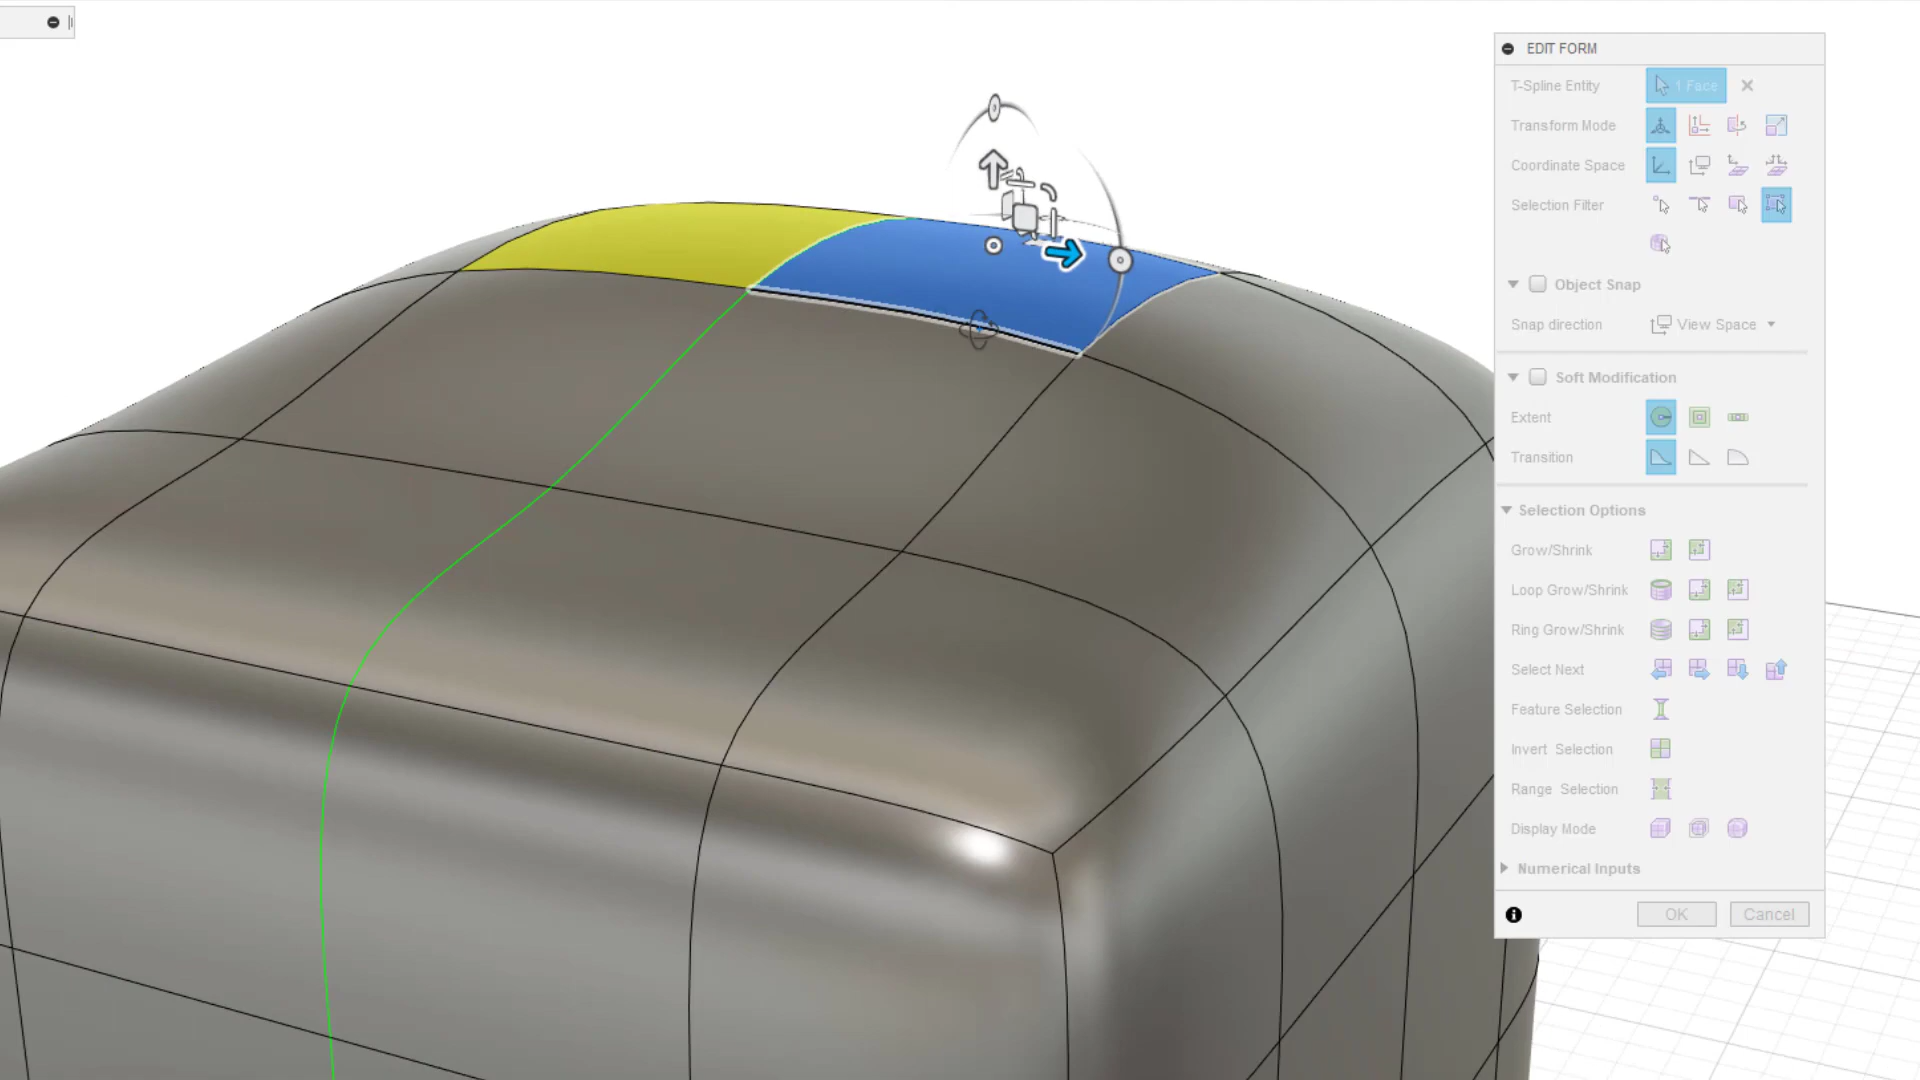 EDIT FORM
T-Spline Entity 1 Face
Transform Mode
Coordinate Space
Selection Filter
Object Snap
Snap direction View Space
Soft Modification
Extent
Transition
Selection Options
Grow/Shrink
Loop Grow/Shrink
Ring Grow/Shrink
Select Next
Feature Selection
Invert Selection
Range Selection
Display Mode
Numerical Inputs
OK Cancel